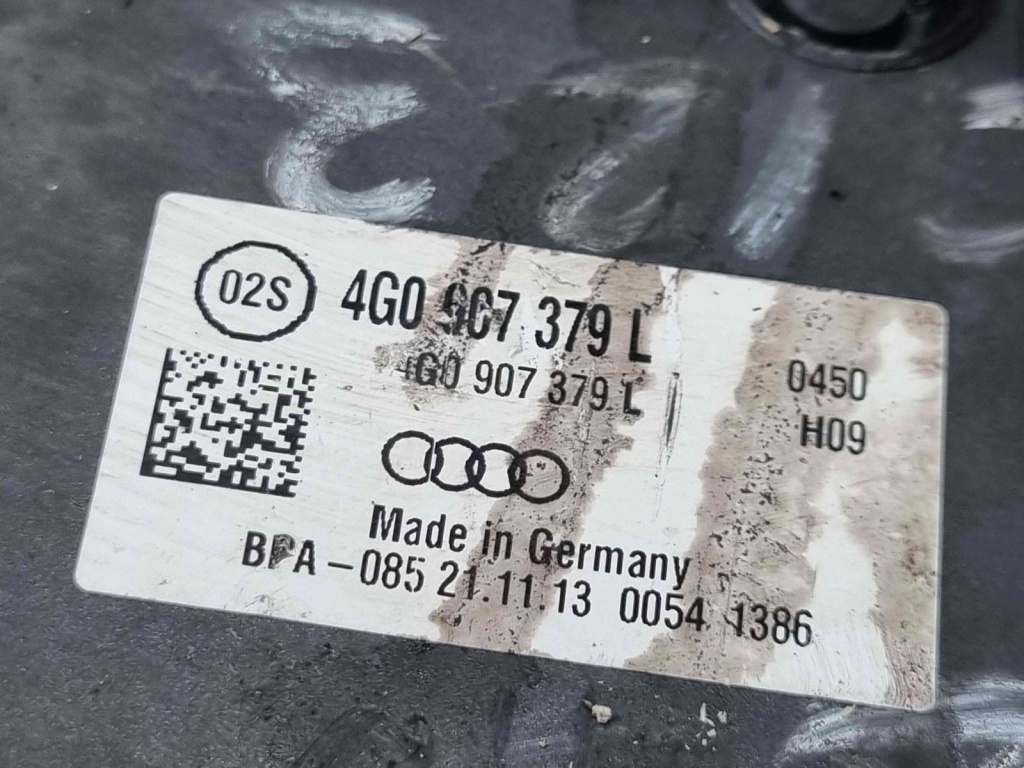 02S 4G0 907 379 L
4G0 907 379 L 0450
H09
Made in Germany
BPA-085 21.11.13 0054 1386